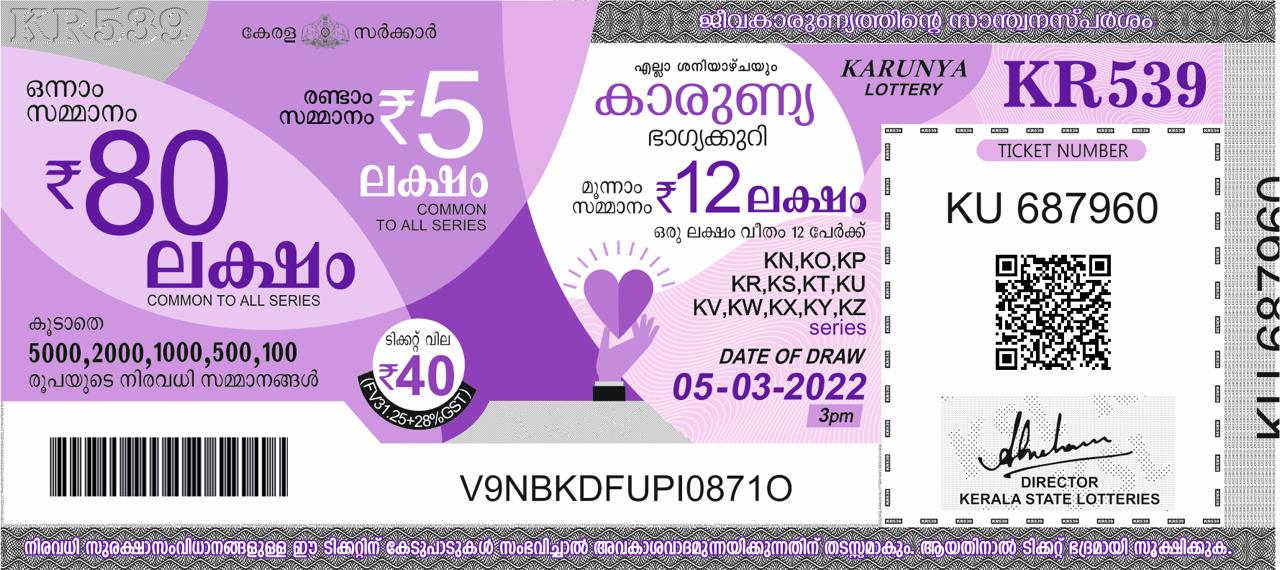 KR539
കേരള സർക്കാർ
ജീവകാരുണ്യത്തിന്റെ സാന്ത്വനസ്പർശം
ഒന്നാം
സമ്മാനം
₹80
ലക്ഷം
COMMON TO ALL SERIES
രണ്ടാം
സമ്മാനം
₹5
ലക്ഷം
COMMON
TO ALL SERIES
കൂടാതെ
5000,2000,1000,500,100
രൂപയുടെ നിരവധി സമ്മാനങ്ങൾ
ടിക്കറ്റ് വില
₹40
(FV31.25+28%GST)
എല്ലാ ശനിയാഴ്ചയും
കാരുണ്യ
ഭാഗ്യക്കുറി
മൂന്നാം
സമ്മാനം
₹12 ലക്ഷം
ഒരു ലക്ഷം വീതം 12 പേർക്ക്
KN,KO,KP
KR,KS,KT,KU
KV,KW,KX,KY,KZ
series
DATE OF DRAW
05-03-2022
3pm
KARUNYA
LOTTERY
KR539
TICKET NUMBER
KU 687960
DIRECTOR
KERALA STATE LOTTERIES
KU 687960
V9NBKDFUPI0871O
നിരവധി സുരക്ഷാസംവിധാനങ്ങളുള്ള ഈ ടിക്കറ്റിന് കേടുപാടുകൾ സംഭവിച്ചാൽ അവകാശവാദമുന്നയിക്കുന്നതിന് തടസ്സമാകും. ആയതിനാൽ ടിക്കറ്റ് ഭദ്രമായി സൂക്ഷിക്കുക.